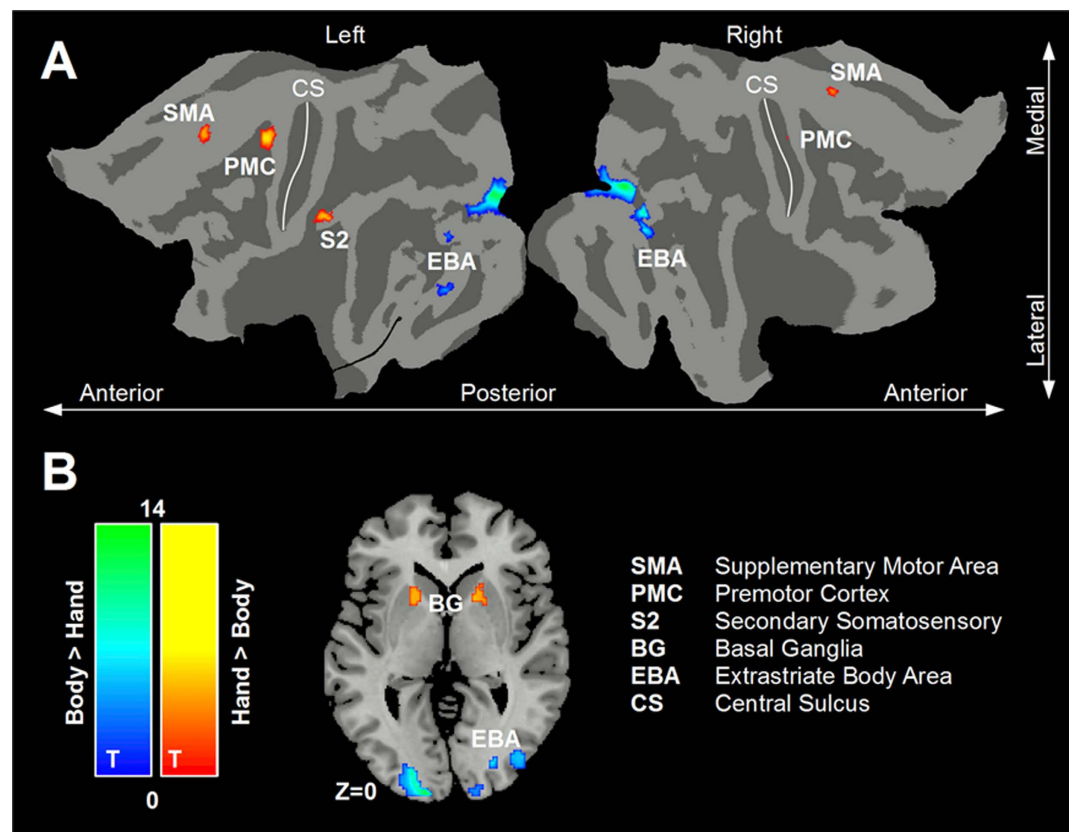 A
Left
Right
SMA
CS
PMC
S2
EBA
CS
SMA
PMC
EBA
Medial
Lateral
Anterior
Posterior
Anterior
B
14
Body > Hand
T
T
Hand > Body
0
BG
EBA
Z=0
SMA Supplementary Motor Area
PMC Premotor Cortex
S2 Secondary Somatosensory
BG Basal Ganglia
EBA Extrastriate Body Area
CS Central Sulcus